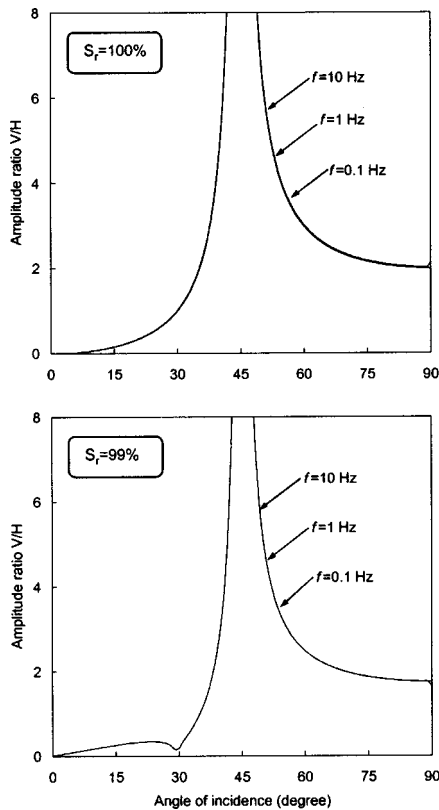 8
S_r=100%
6
f=10 Hz
f=1 Hz
Amplitude ratio V/H
4
f=0.1 Hz
2
0
0 15 30 45 60 75 90
8
S_r=99%
6
f=10 Hz
f=1 Hz
Amplitude ratio V/H
4
f=0.1 Hz
2
0
0 15 30 45 60 75 90
Angle of incidence (degree)